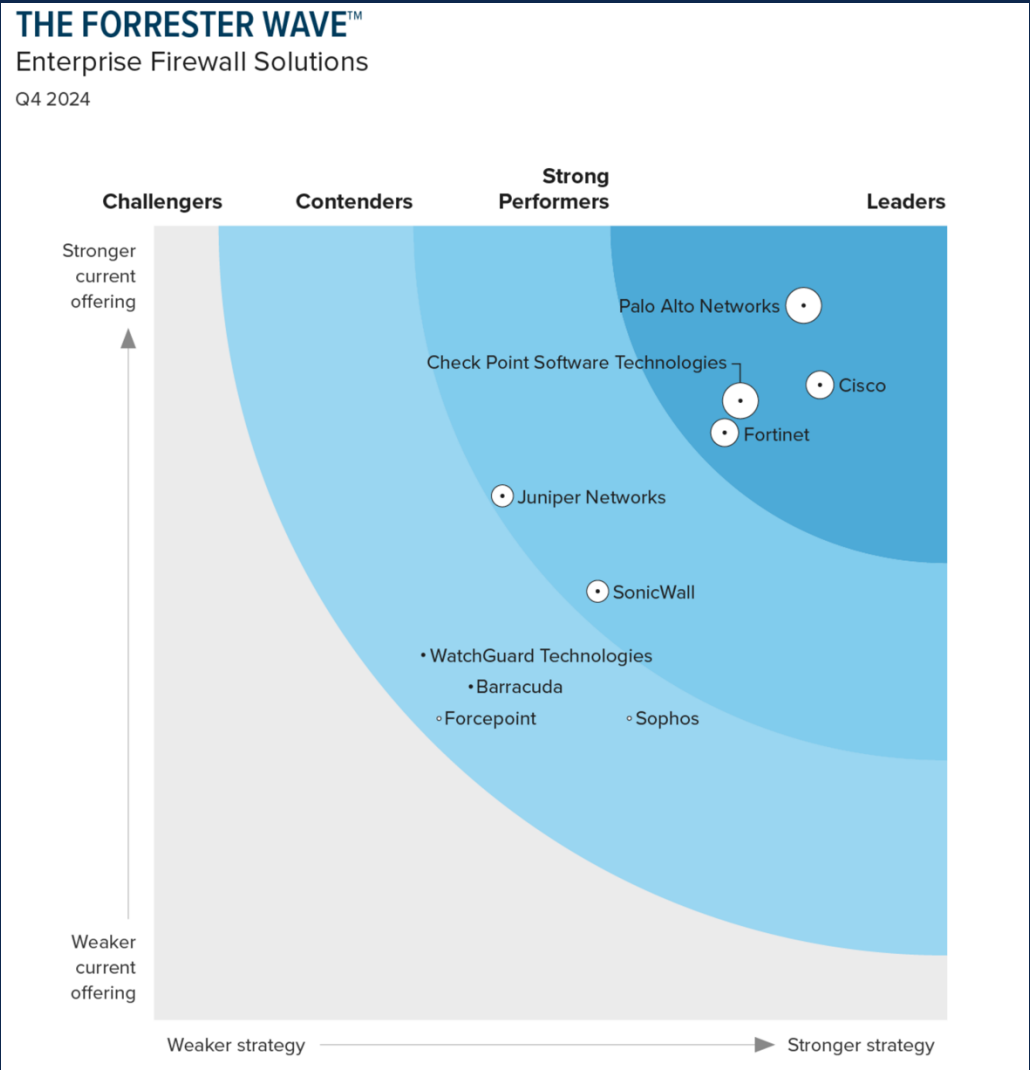 THE FORRESTER WAVE™
Enterprise Firewall Solutions
Q4 2024
Challengers
Contenders
Strong
Performers
Leaders
Stronger
current
offering
Palo Alto Networks
Check Point Software Technologies
Cisco
Fortinet
Juniper Networks
SonicWall
WatchGuard Technologies
Barracuda
Forcepoint
Sophos
Weaker
current
offering
Weaker strategy
Stronger strategy